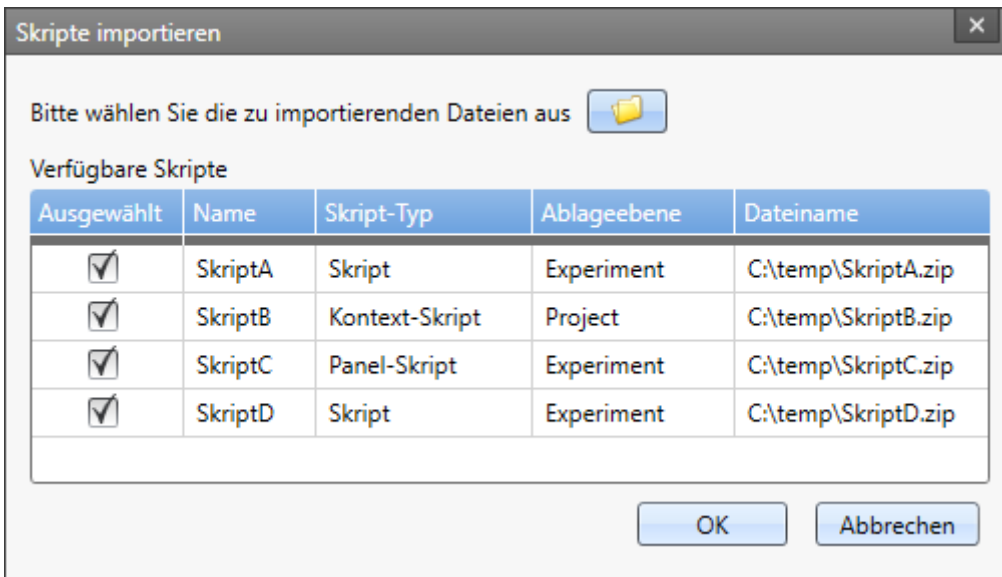 Skripte importieren
Bitte wählen Sie die zu importierenden Dateien aus
Verfügbare Skripte
Ausgewählt Name Skript-Typ Ablageebene Dateiname
SkriptA Skript Experiment C:\temp\SkriptA.zip
SkriptB Kontext-Skript Project C:\temp\SkriptB.zip
SkriptC Panel-Skript Experiment C:\temp\SkriptC.zip
SkriptD Skript Experiment C:\temp\SkriptD.zip
OK Abbrechen